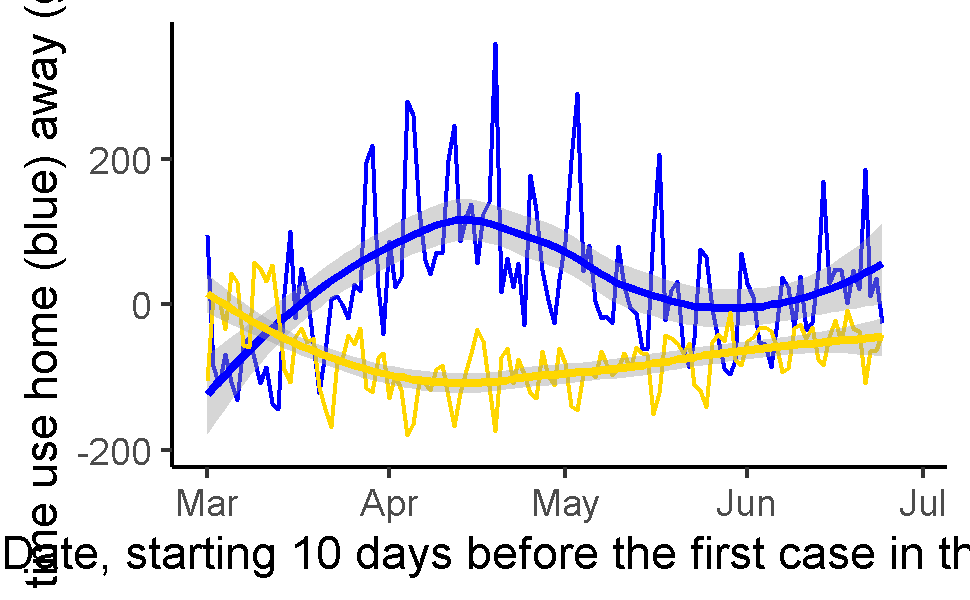 time use home (blue) away (
200
0
-200
Mar Apr May Jun Jul
Date, starting 10 days before the first case in th